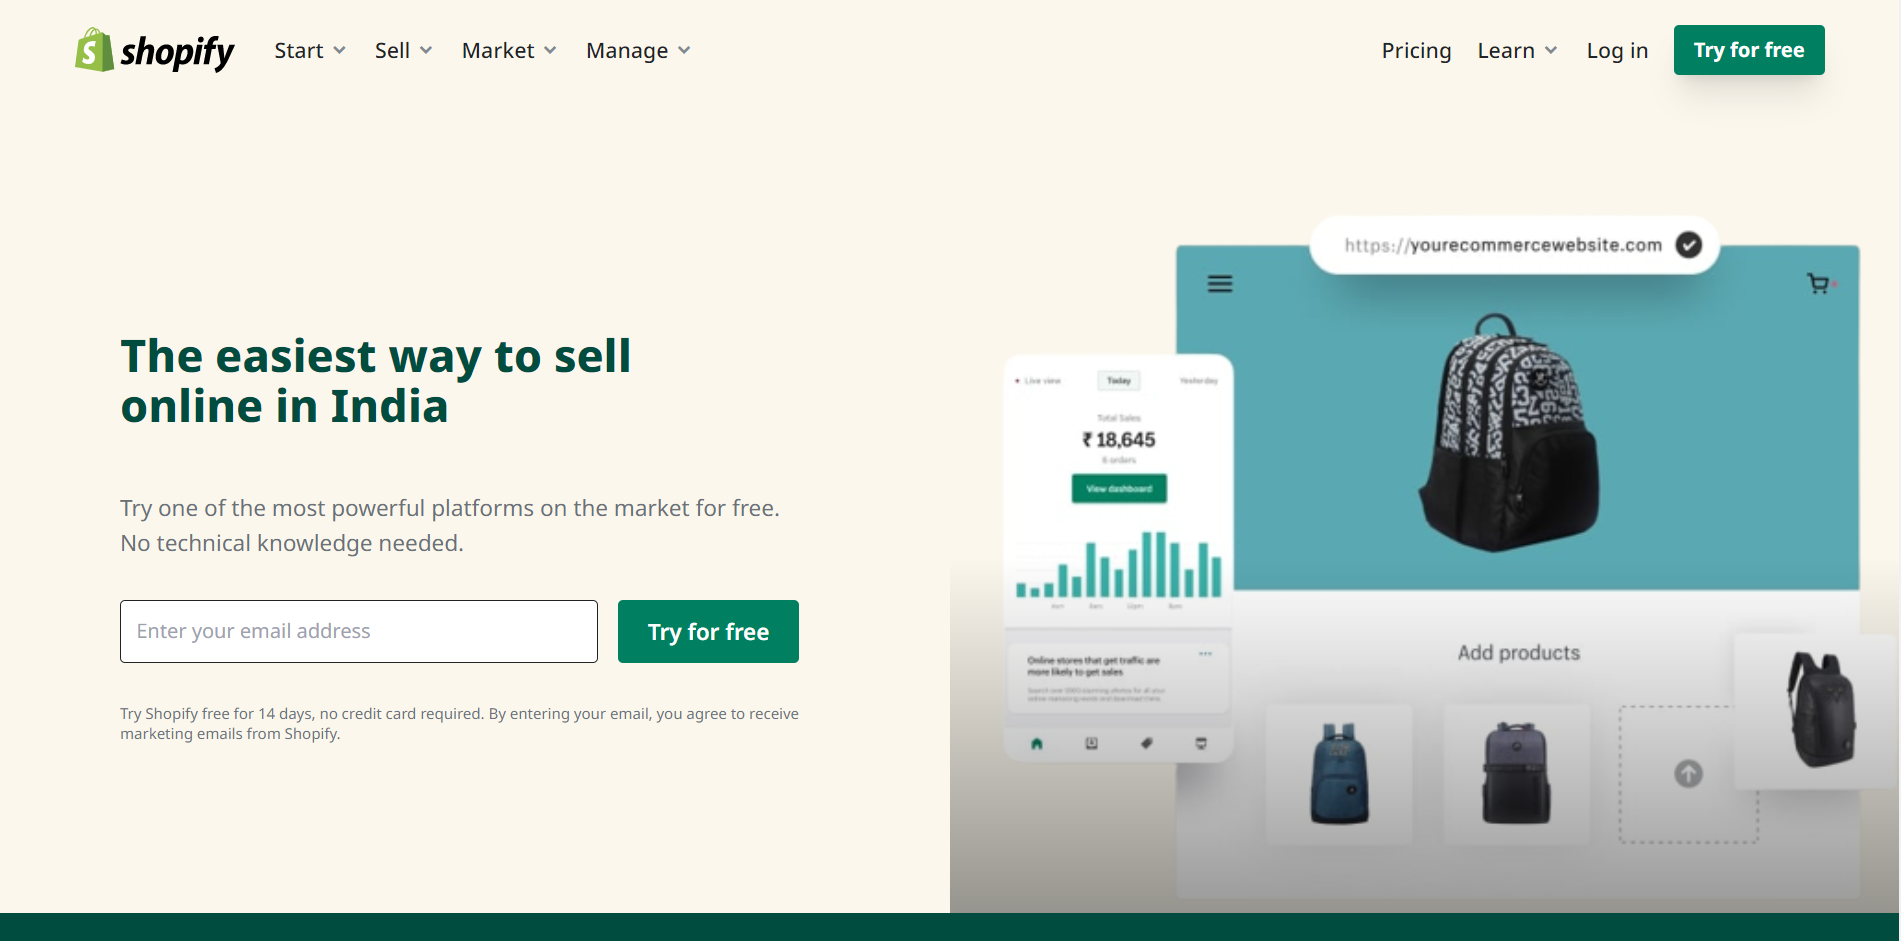 shopify
Start
Sell
Market
Manage
Pricing
Learn
Log in
Try for free
The easiest way to sell
online in India
Try one of the most powerful platforms on the market for free.
No technical knowledge needed.
Enter your email address
Try for free
Try Shopify free for 14 days, no credit card required. By entering your email, you agree to receive
marketing emails from Shopify.
https://yourecommercewebsite.com
Live view
Today
Yesterday
Total Sales
₹ 18,645
6 orders
View dashboard
Online stores that get traffic are
more likely to get sales
Add products